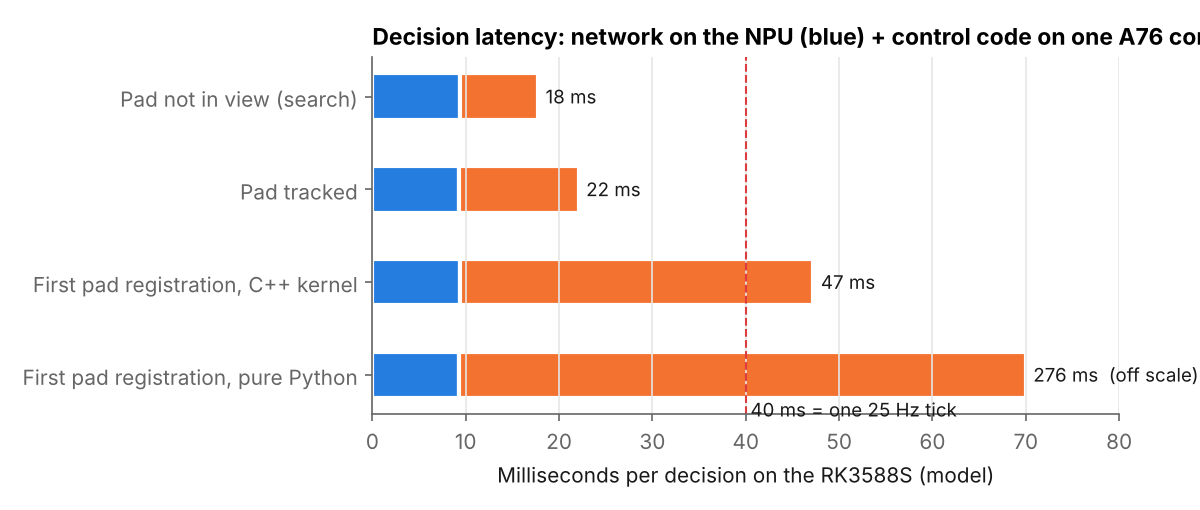 Decision latency: network on the NPU (blue) + control code on one A76
Pad not in view (search)
18 ms
Pad tracked
22 ms
First pad registration, C++ kernel
47 ms
First pad registration, pure Python
276 ms (off scale)
40 ms = one 25 Hz tick
0 10 20 30 40 50 60 70 80
Milliseconds per decision on the RK3588S (model)